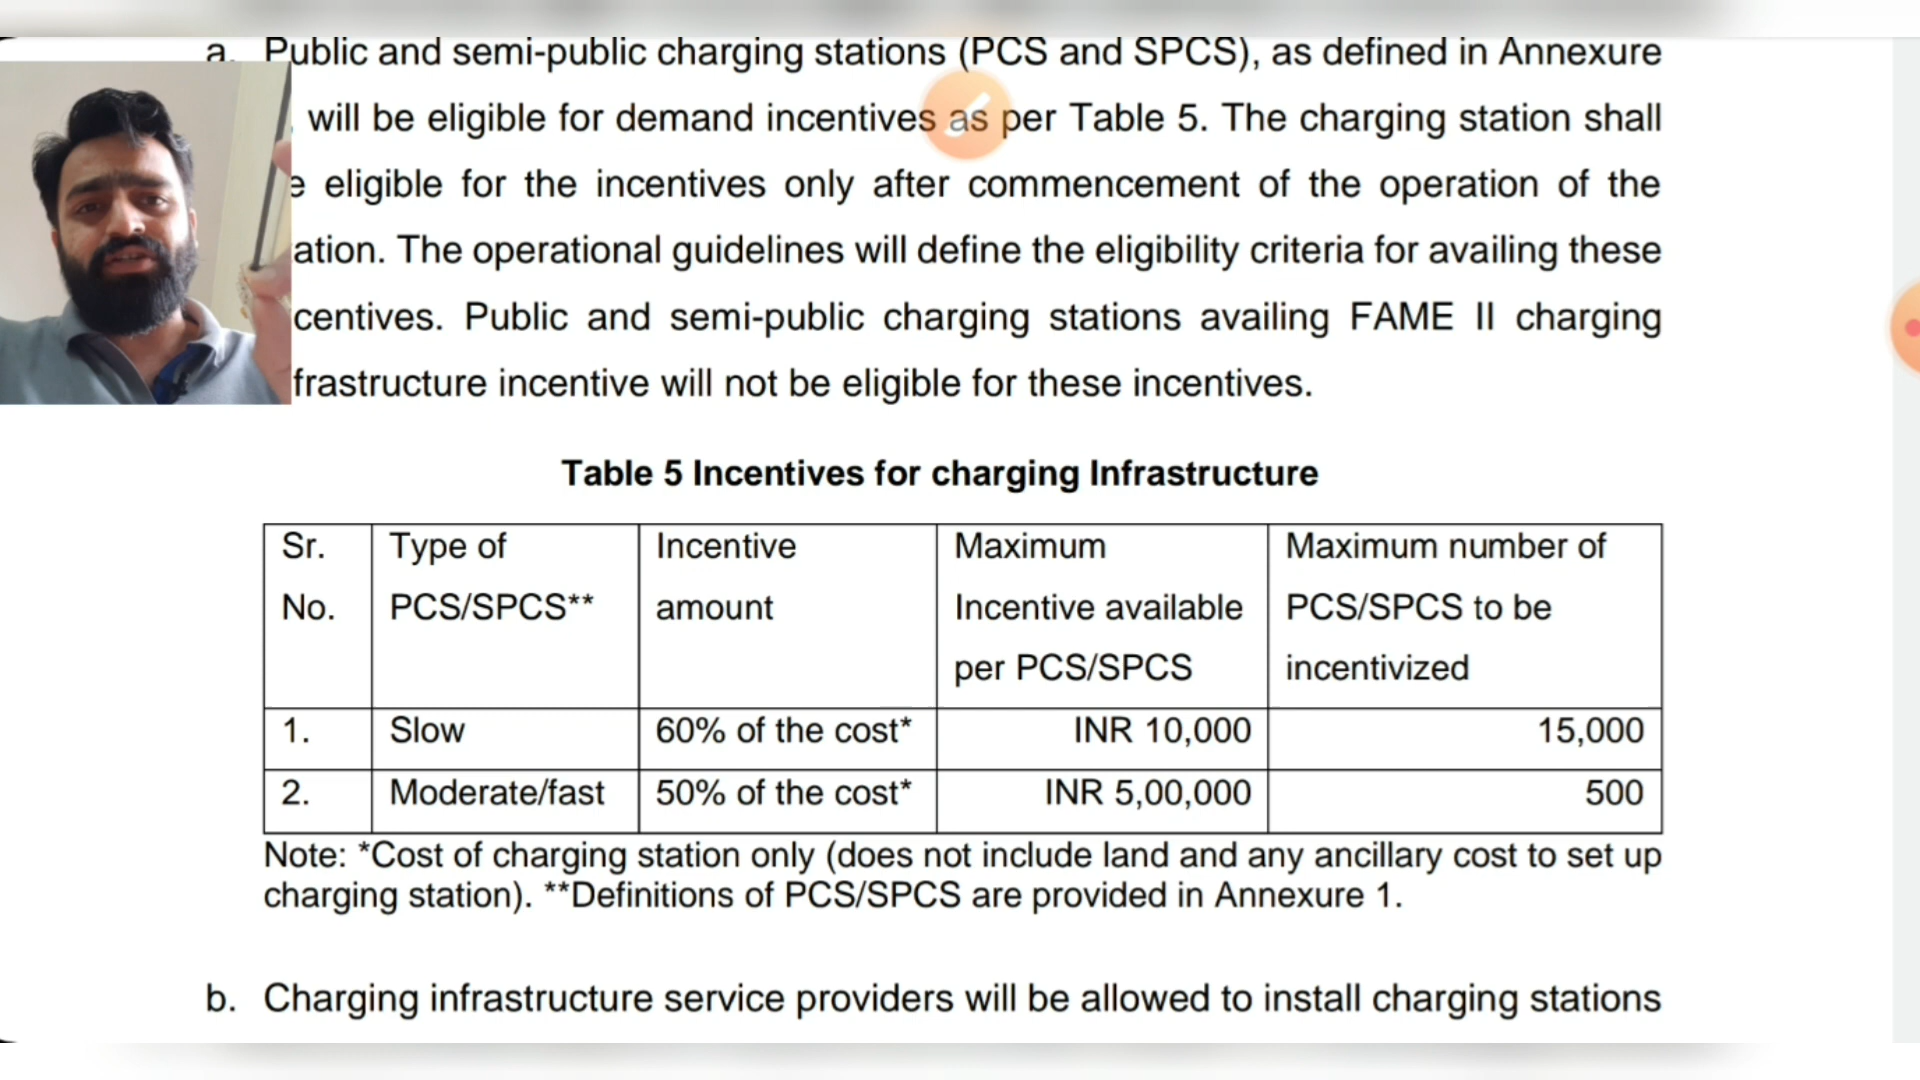 a. Public and semi-public charging stations (PCS and SPCS), as defined in Annexure
will be eligible for demand incentives as per Table 5. The charging station shall
e eligible for the incentives only after commencement of the operation of the
ation. The operational guidelines will define the eligibility criteria for availing these
centives. Public and semi-public charging stations availing FAME II charging
frastructure incentive will not be eligible for these incentives.
Table 5 Incentives for charging Infrastructure
Sr. No. Type of PCS/SPCS** Incentive amount Maximum Incentive available per PCS/SPCS Maximum number of PCS/SPCS to be incentivized
1. Slow 60% of the cost* INR 10,000 15,000
2. Moderate/fast 50% of the cost* INR 5,00,000 500
Note: *Cost of charging station only (does not include land and any ancillary cost to set up
charging station). **Definitions of PCS/SPCS are provided in Annexure 1.
b. Charging infrastructure service providers will be allowed to install charging stations